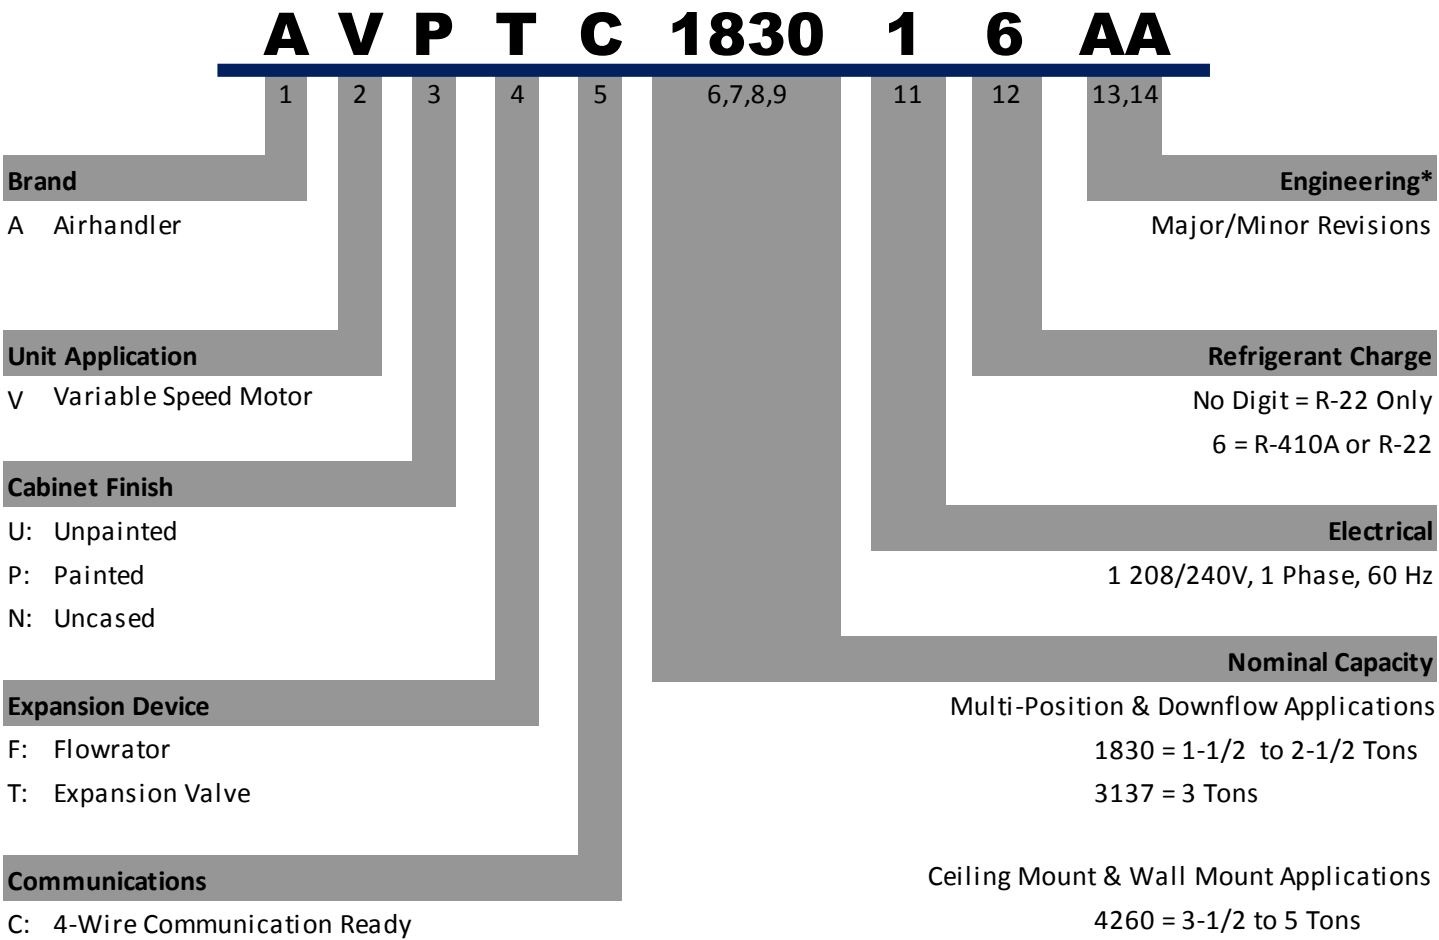 A V P T C 1830 1 6 AA
1 2 3 4 5 6,7,8,9 11 12 13,14
Brand
A Airhandler
Engineering*
Major/Minor Revisions
Unit Application
V Variable Speed Motor
Refrigerant Charge
No Digit = R-22 Only
6 = R-410A or R-22
Cabinet Finish
U: Unpainted
P: Painted
N: Uncased
Electrical
1 208/240V, 1 Phase, 60 Hz
Expansion Device
F: Flowrator
T: Expansion Valve
Nominal Capacity
Multi-Position & Downflow Applications
1830 = 1-1/2 to 2-1/2 Tons
3137 = 3 Tons
Communications
C: 4-Wire Communication Ready
Ceiling Mount & Wall Mount Applications
4260 = 3-1/2 to 5 Tons